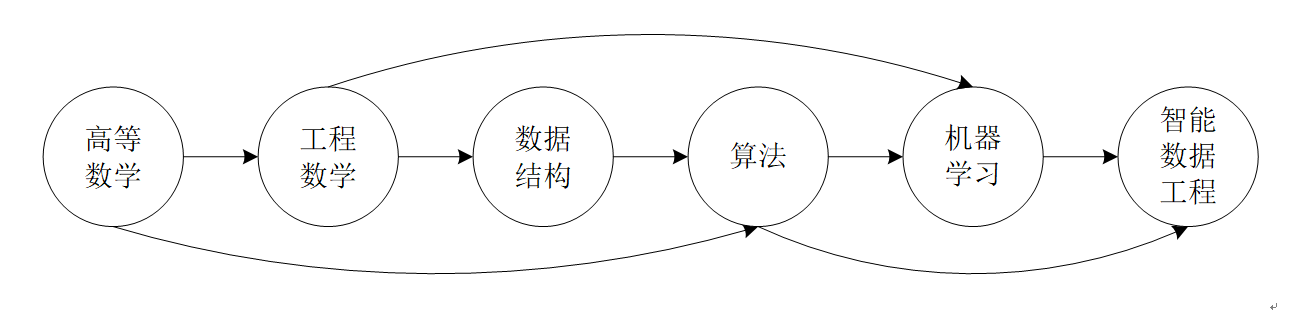 高等
数学
工程
数学
数据
结构
算法
机器
学习
智能
数据
工程